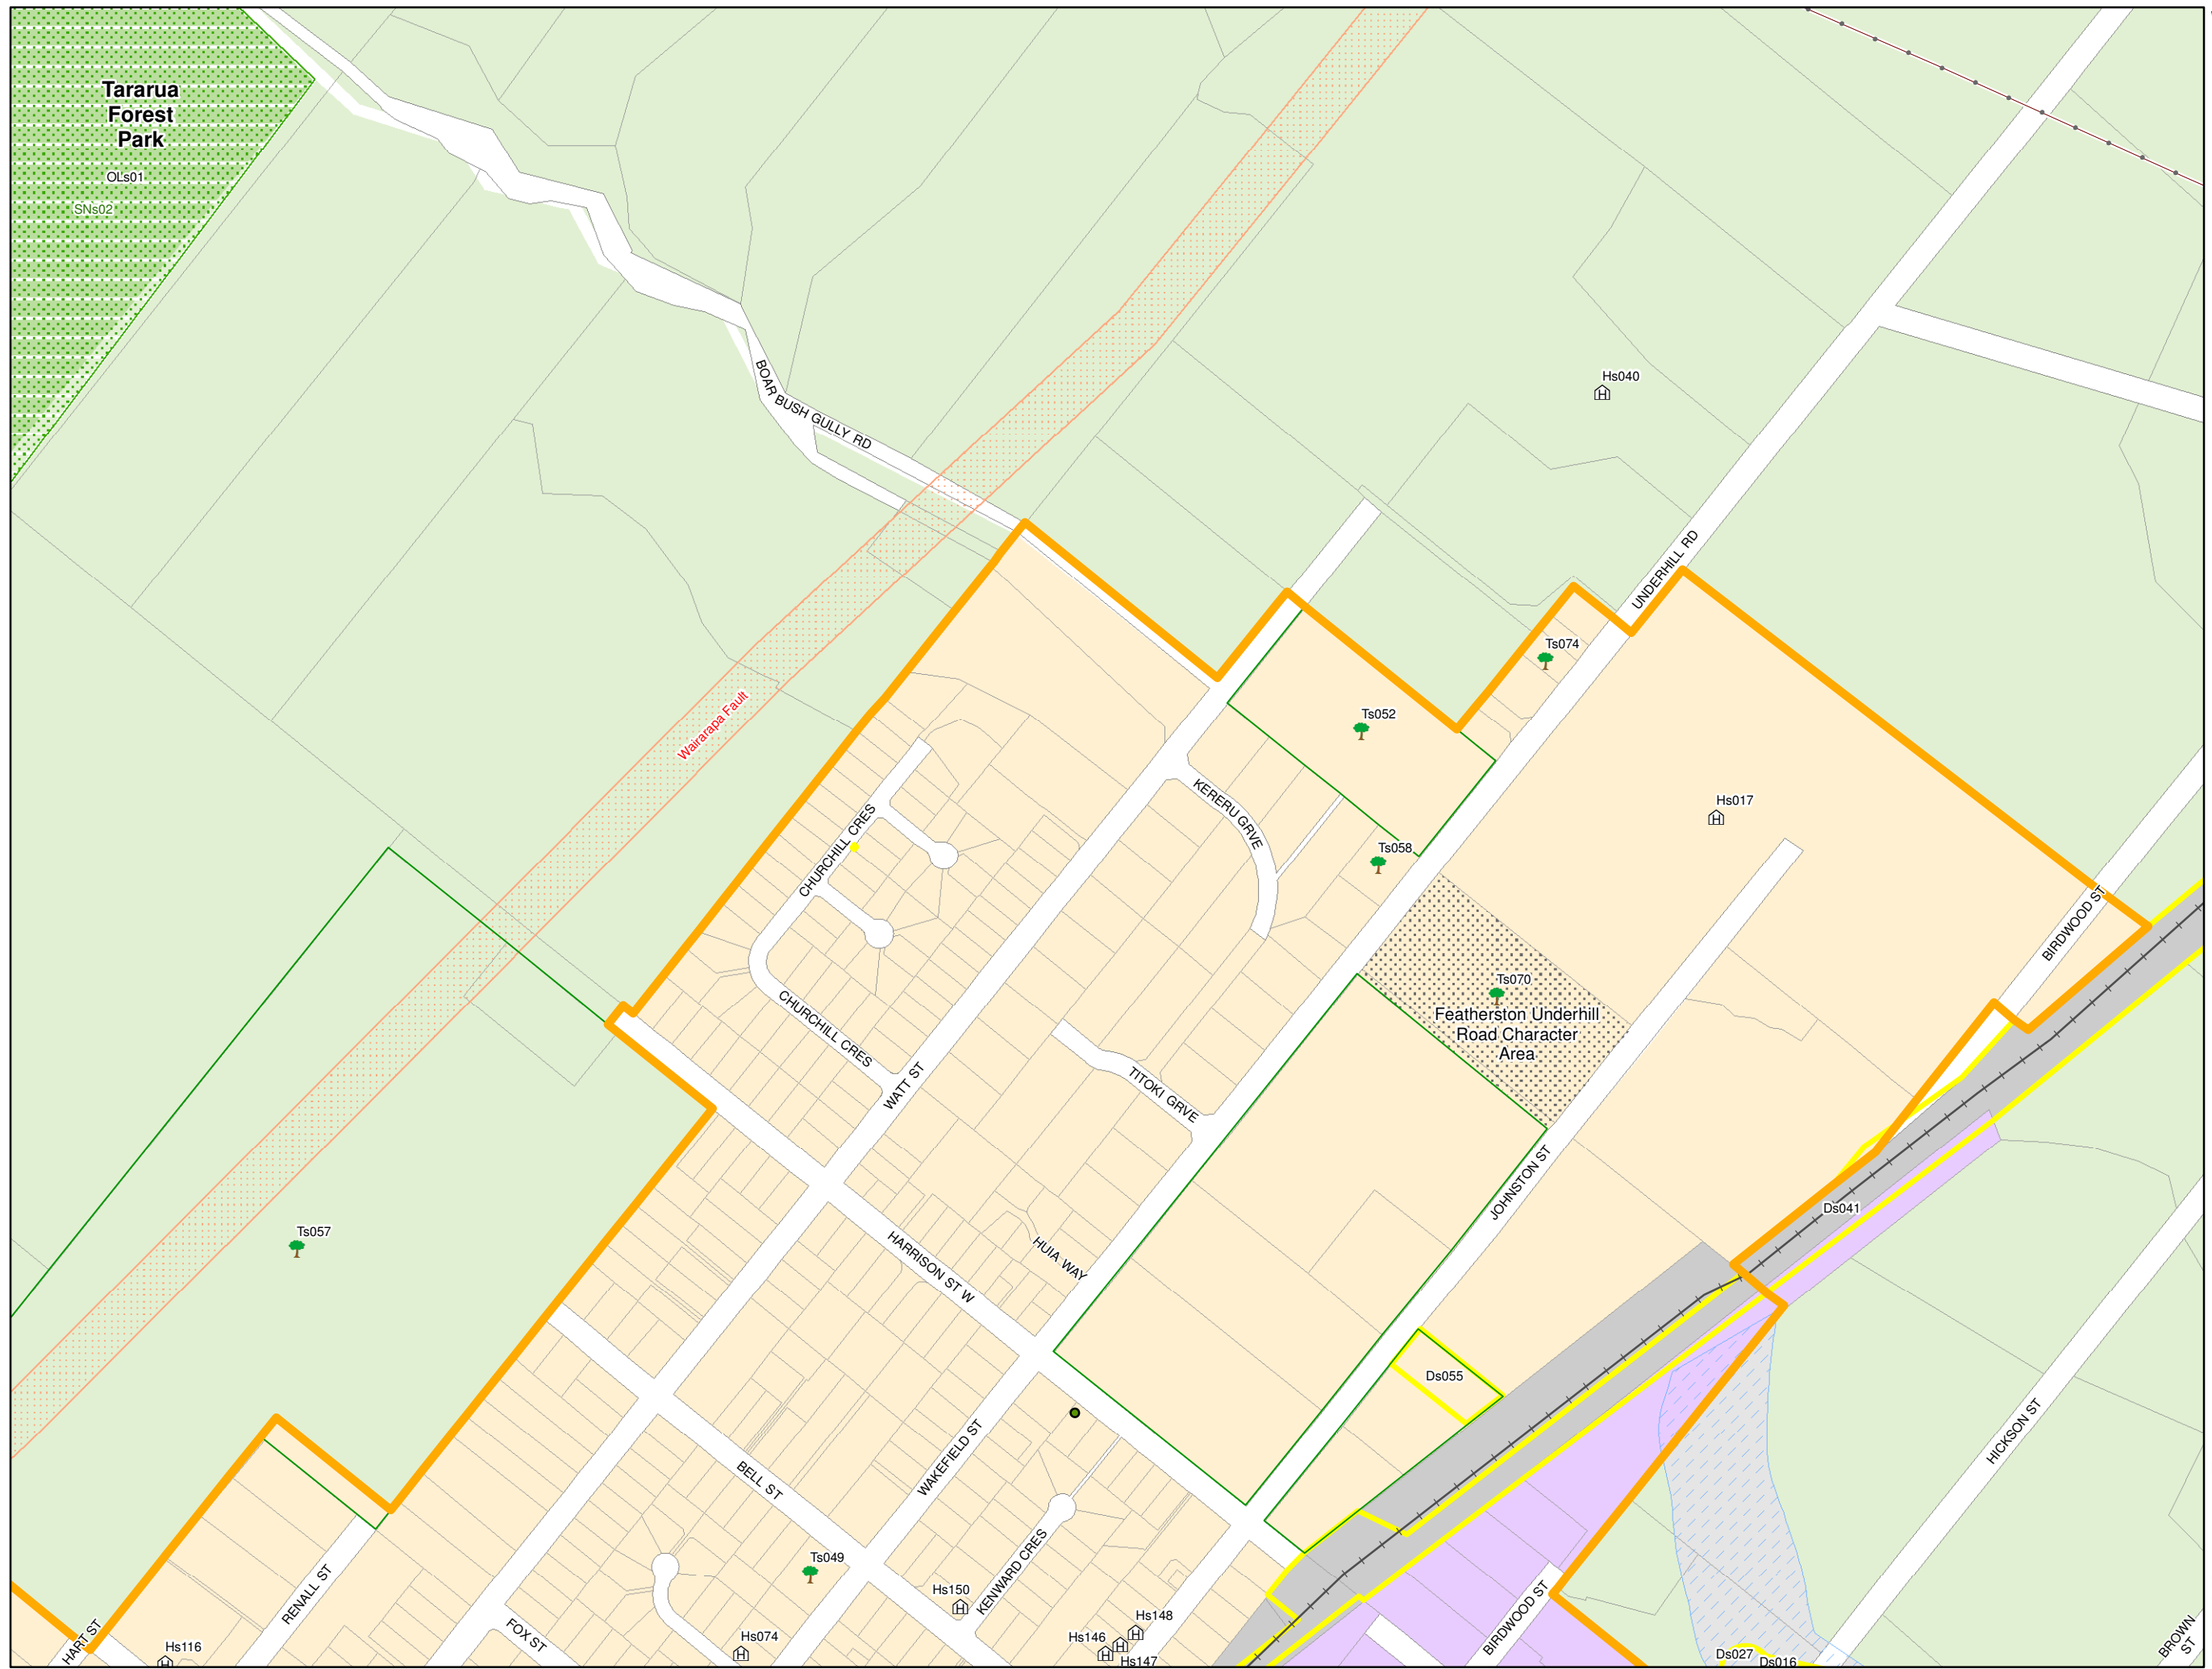 Tararua
Forest
Park
OLs01
SNs02
BOAR BUSH GULLY RD
Hs040
UNDERHILL RD
Ts074
Wairarapa Fault
Ts052
KERERU GRVE
Hs017
CHURCHILL CRES
Ts058
BIRDWOOD ST
Ts070
Featherston Underhill
Road Character
Area
CHURCHILL CRES
WATT ST
TITOKI GRVE
JOHNSTON ST
Ds041
Ts057
HUIA WAY
HARRISON ST W
Ds055
HICKSON ST
WAKEFIELD ST
BELL ST
Ts049
KENWARD CRES
Hs150
RENALL ST
FOX ST
HART ST
Hs116
Hs074
Hs148
Hs146
Hs147
BIRDWOOD ST
Ds027
Ds016
BROWN
ST